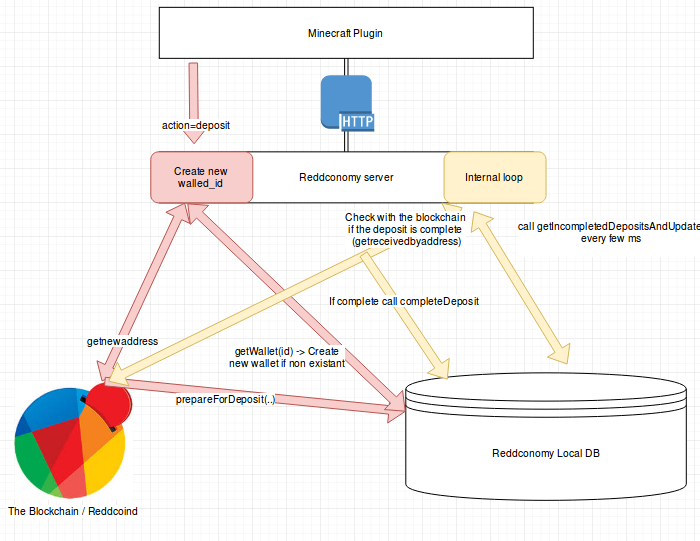 Minecraft Plugin
HTTP
action=deposit
Create new
walled_id
Reddconomy server
Internal loop
Check with the blockchain
if the deposit is complete
(getreceivedbyaddress)
call getIncompletedDepositsAndUpdate
every few ms
If complete call completeDeposit
getnewaddress
getWallet(id) -> Create
new wallet if non existant
prepareForDeposit(..)
Reddconomy Local DB
The Blockchain / Reddcoind